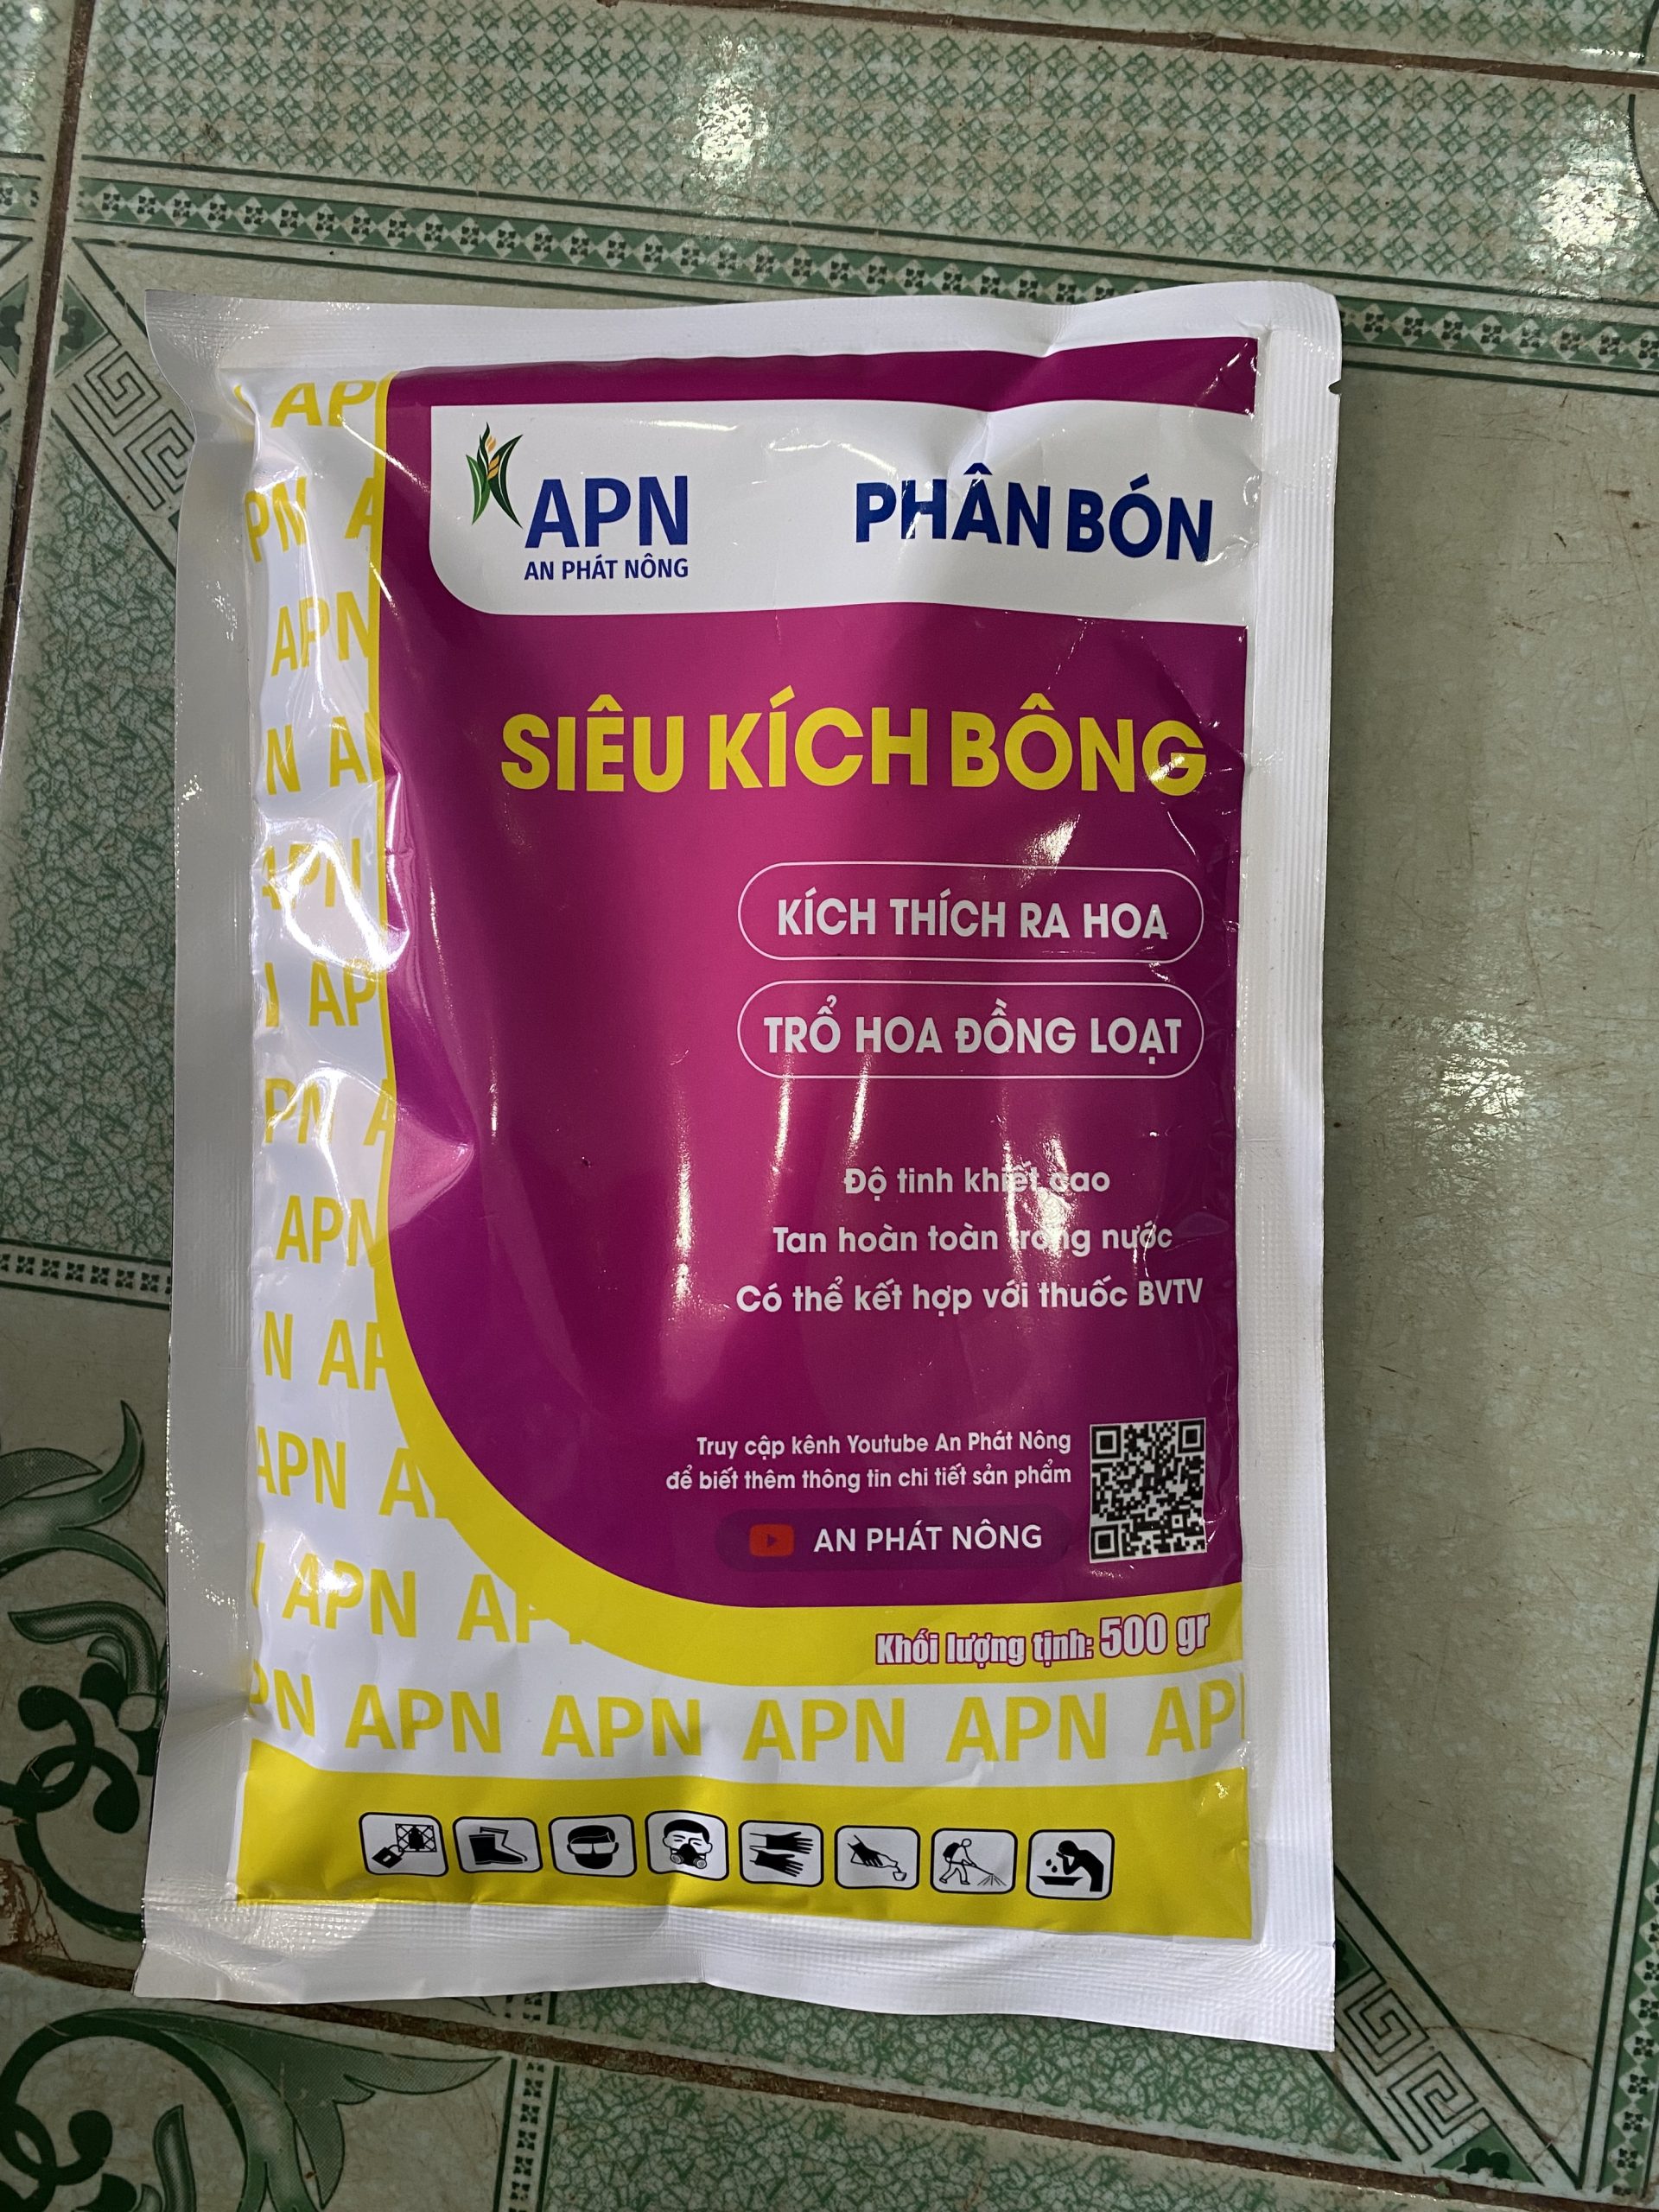 APN
AN PHÁT NÔNG
PHÂN BÓN
SIÊU KÍCH BÔNG
KÍCH THÍCH RA HOA
TRỔ HOA ĐỒNG LOẠT
Độ tinh khiết cao
Tan hoàn toàn trong nước
Có thể kết hợp với thuốc BVTV
Truy cập kênh Youtube An Phát Nông
để biết thêm thông tin chi tiết sản phẩm
AN PHÁT NÔNG
Khối lượng tịnh: 500 gr
APN APN APN APN